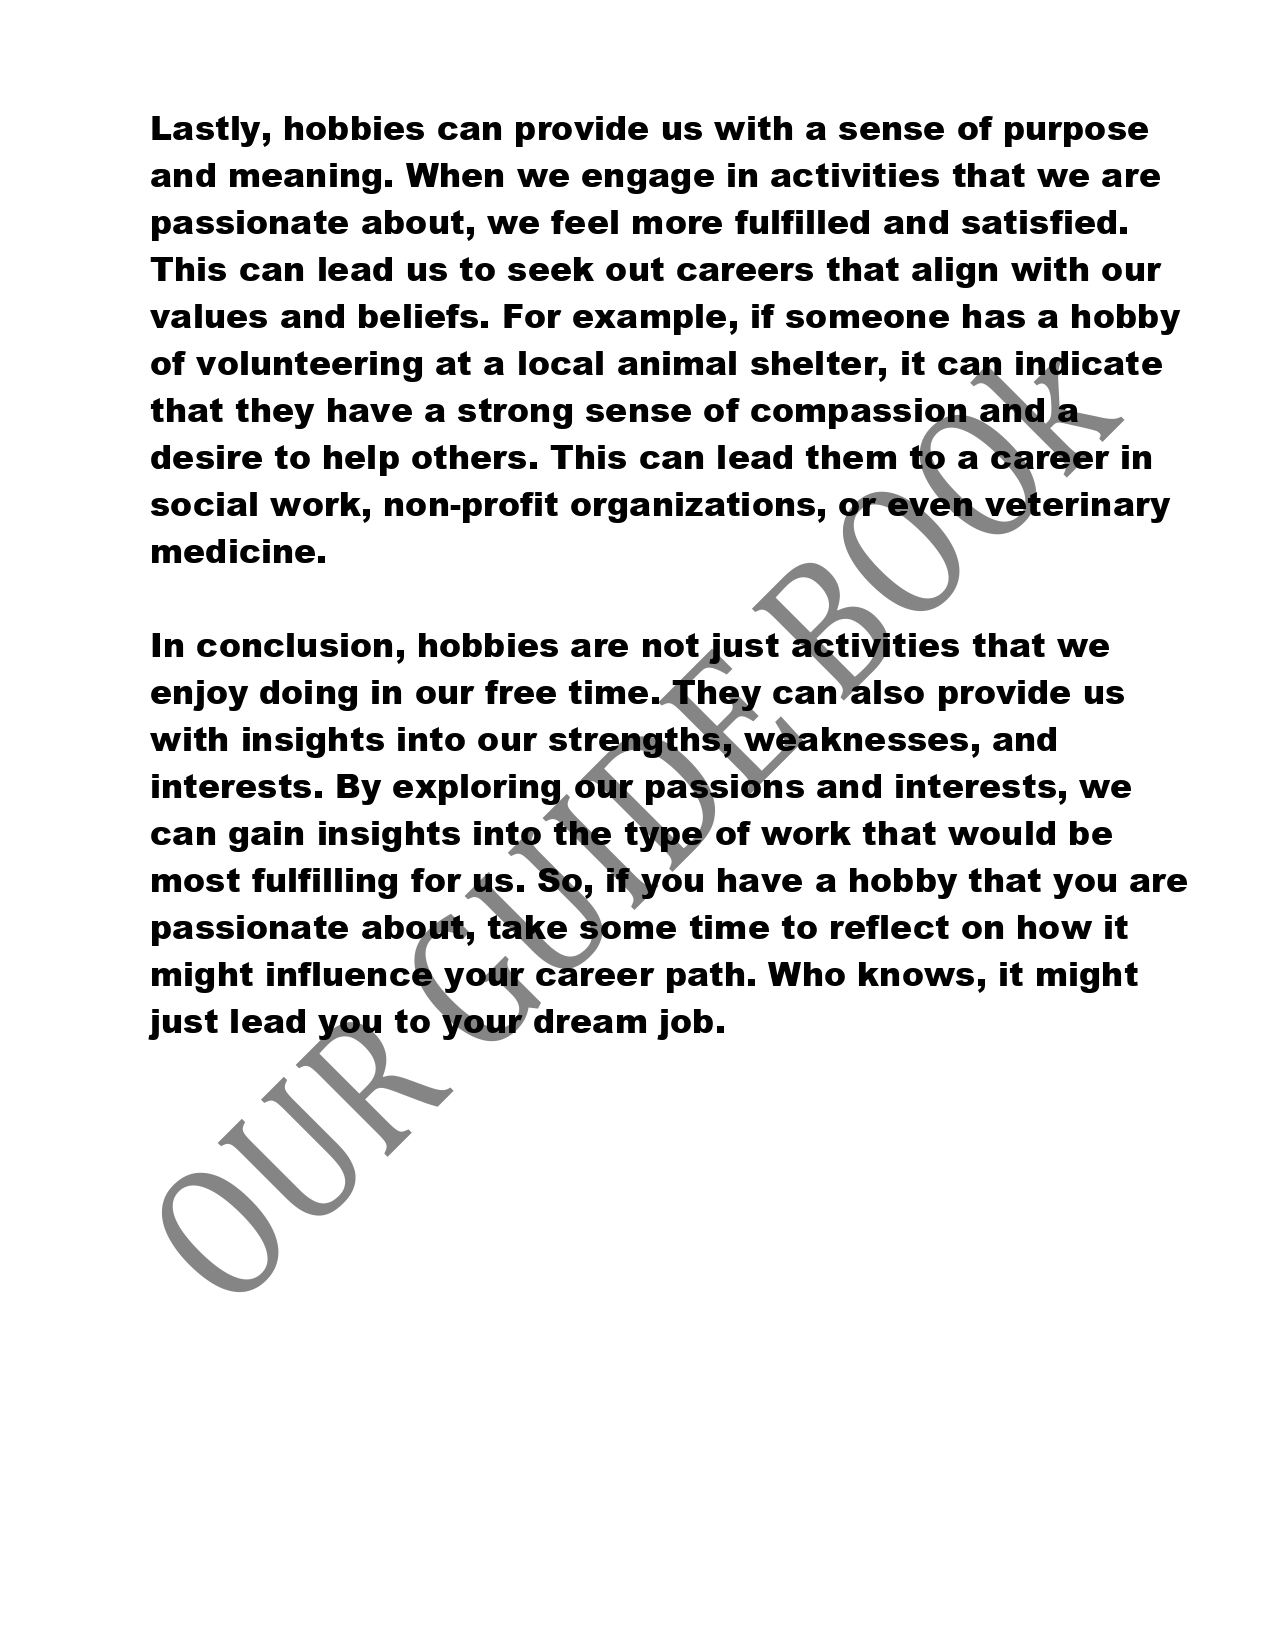 Lastly, hobbies can provide us with a sense of purpose
and meaning. When we engage in activities that we are
passionate about, we feel more fulfilled and satisfied.
This can lead us to seek out careers that align with our
values and beliefs. For example, if someone has a hobby
of volunteering at a local animal shelter, it can indicate
that they have a strong sense of compassion and a
desire to help others. This can lead them to a career in
social work, non-profit organizations, or even veterinary
medicine.
In conclusion, hobbies are not just activities that we
enjoy doing in our free time. They can also provide us
with insights into our strengths, weaknesses, and
interests. By exploring our passions and interests, we
can gain insights into the type of work that would be
most fulfilling for us. So, if you have a hobby that you are
passionate about, take some time to reflect on how it
might influence your career path. Who knows, it might
just lead you to your dream job.
OUR GUIDE BOOk